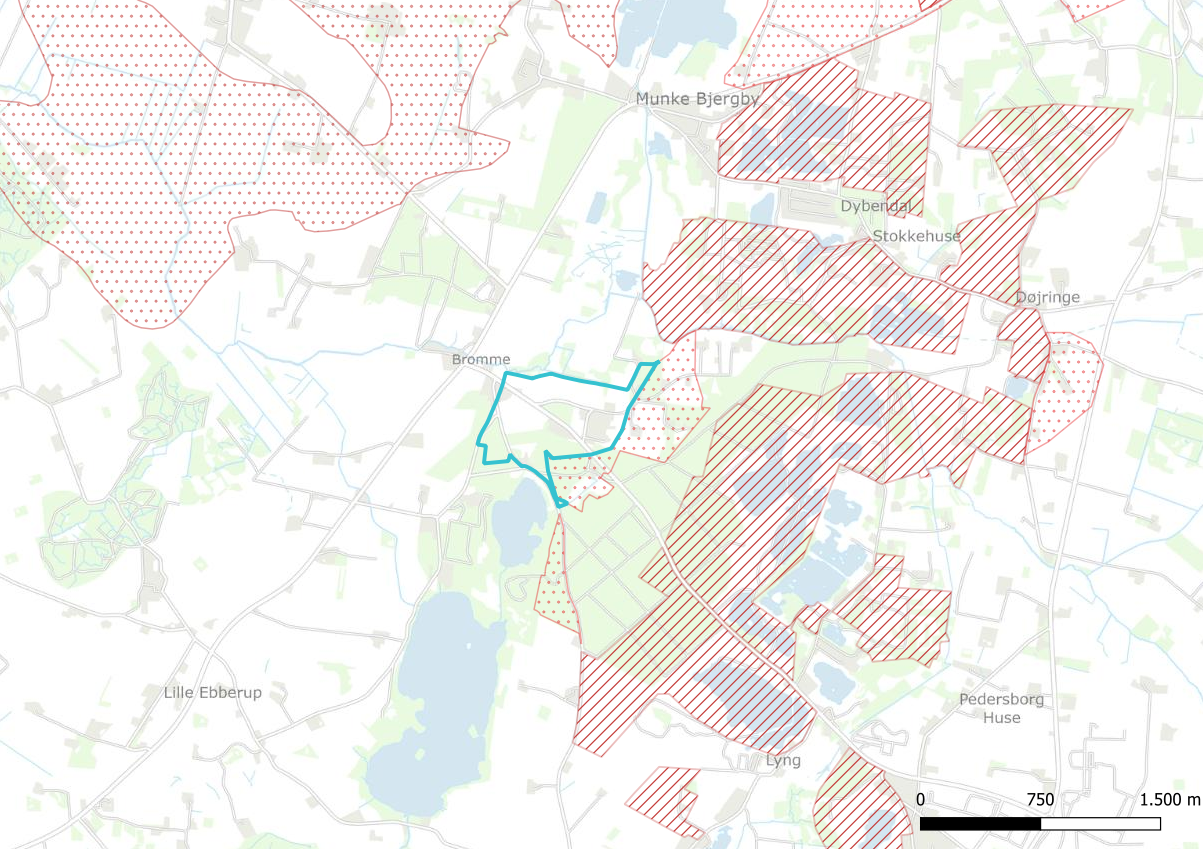 Munke Bjergby
Dybendal
Stokkehuse
Døjringe
Bromme
Lille Ebberup
Pedersborg
Huse
Lyng
0 750 1.500 m